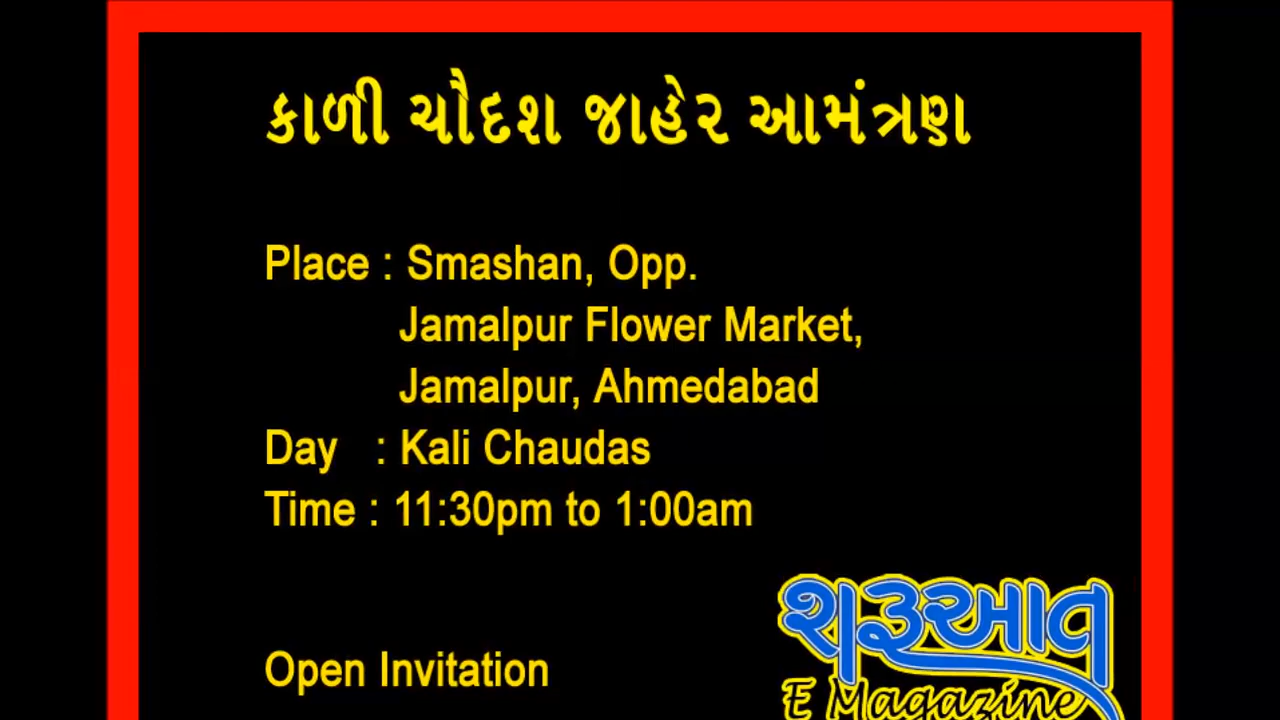 કાળી ચૌદશ જાહેર આમંત્રણ
Place : Smashan, Opp.
Jamalpur Flower Market,
Jamalpur, Ahmedabad
Day : Kali Chaudas
Time : 11:30pm to 1:00am
Open Invitation
શરૂઆત
E Magazine